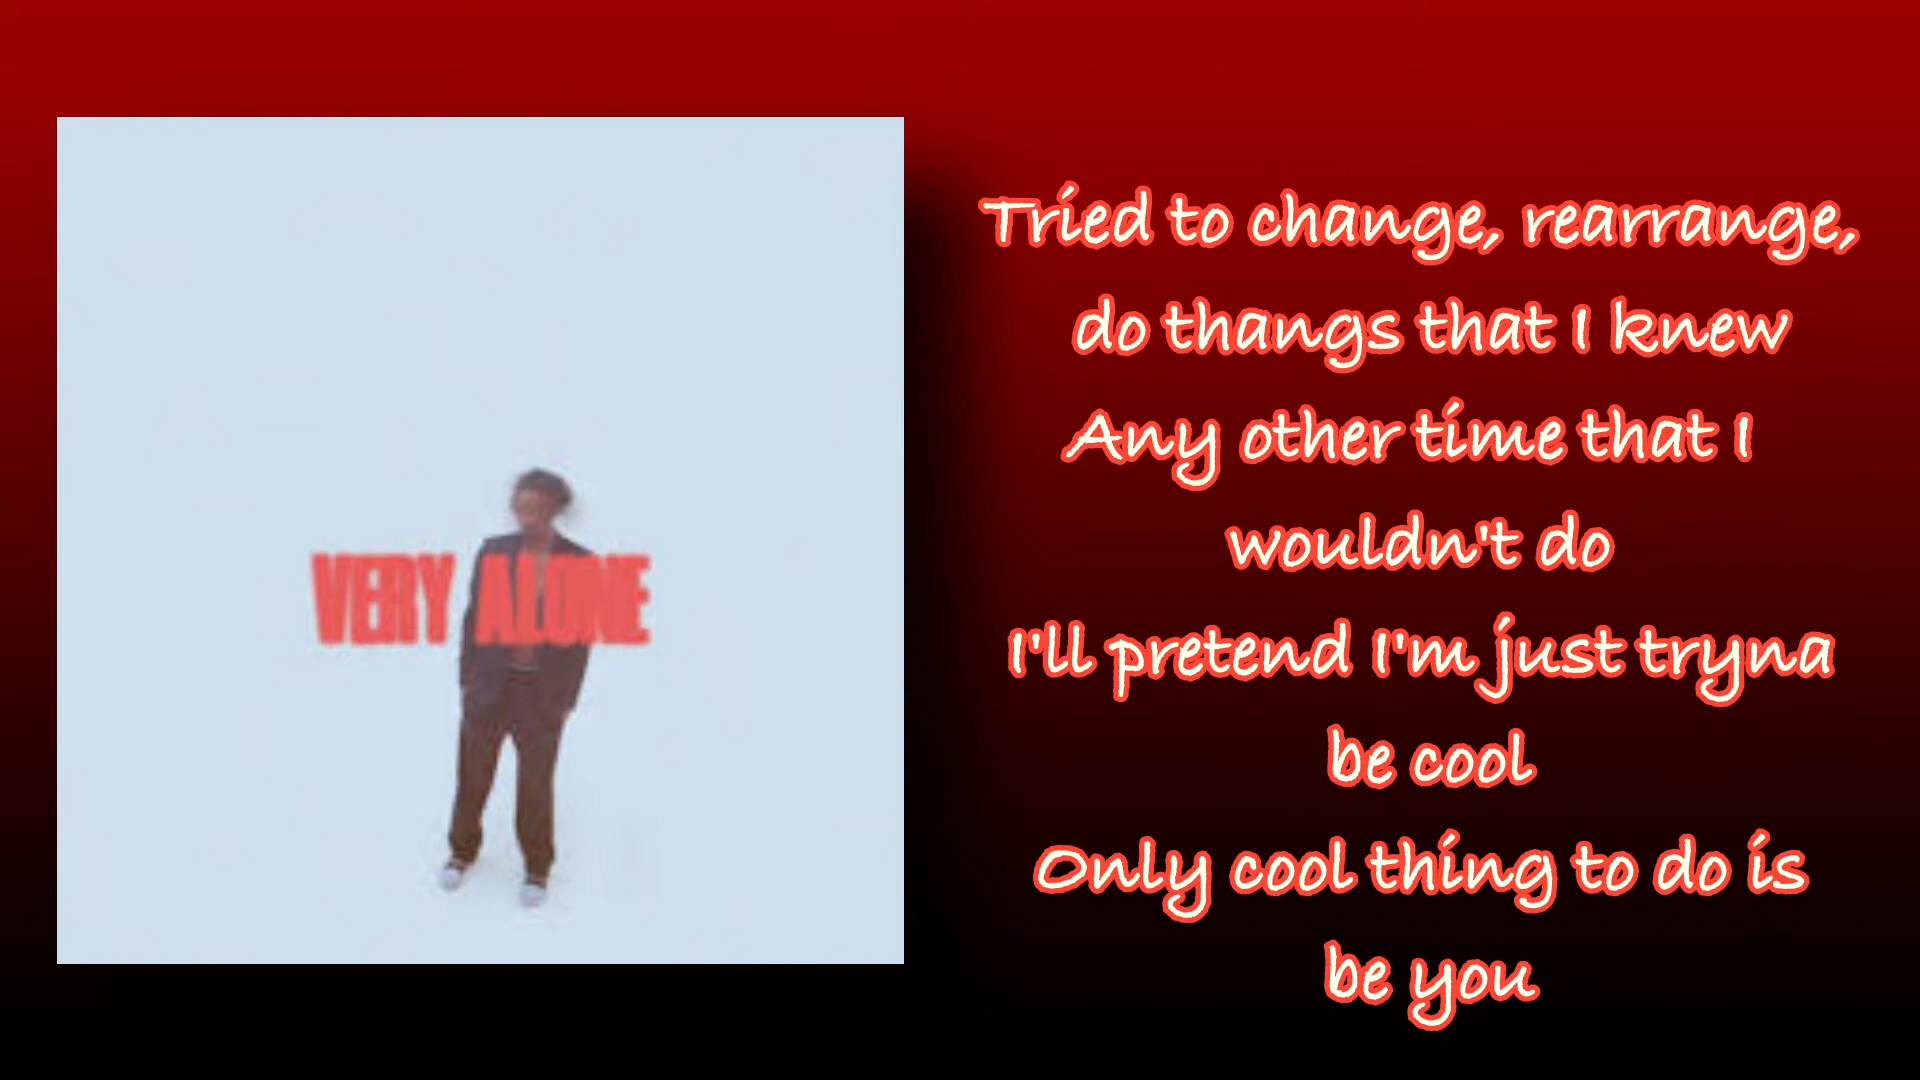 VERY ALONE
Tried to change, rearrange,
do thangs that I knew
Any other time that I
wouldn't do
I'll pretend I'm just tryna
be cool
Only cool thing to do is
be you